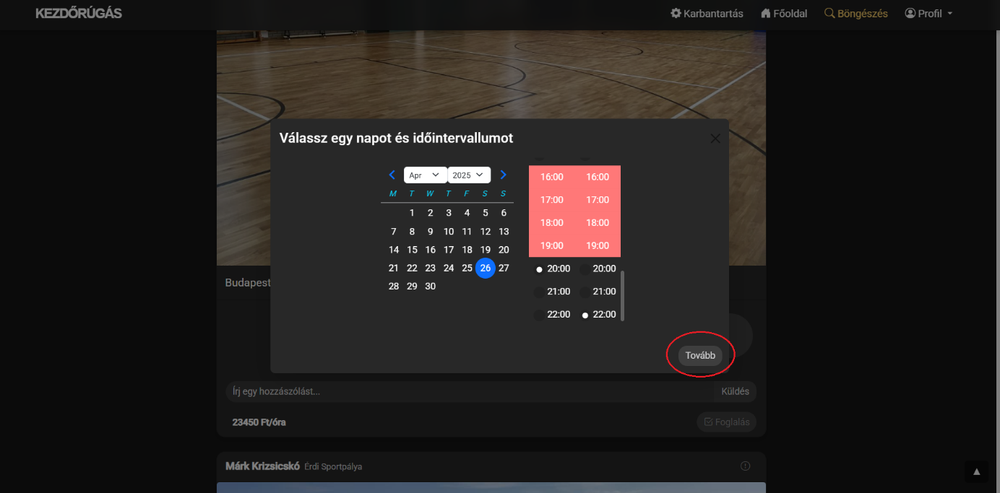 KEZDŐRÚGÁS
Karbantartás Főoldal Böngészés Profil
Válassz egy napot és időintervallumot
Apr 2025
M T W T F S S
1 2 3 4 5 6
7 8 9 10 11 12 13
14 15 16 17 18 19 20
21 22 23 24 25 26 27
28 29 30
16:00 16:00
17:00 17:00
18:00 18:00
19:00 19:00
20:00 20:00
21:00 21:00
22:00 22:00
Budapest
Tovább
Írj egy hozzászólást... Küldés
23450 Ft/óra Foglalás
Márk Krizsicskó Érdi Sportpálya